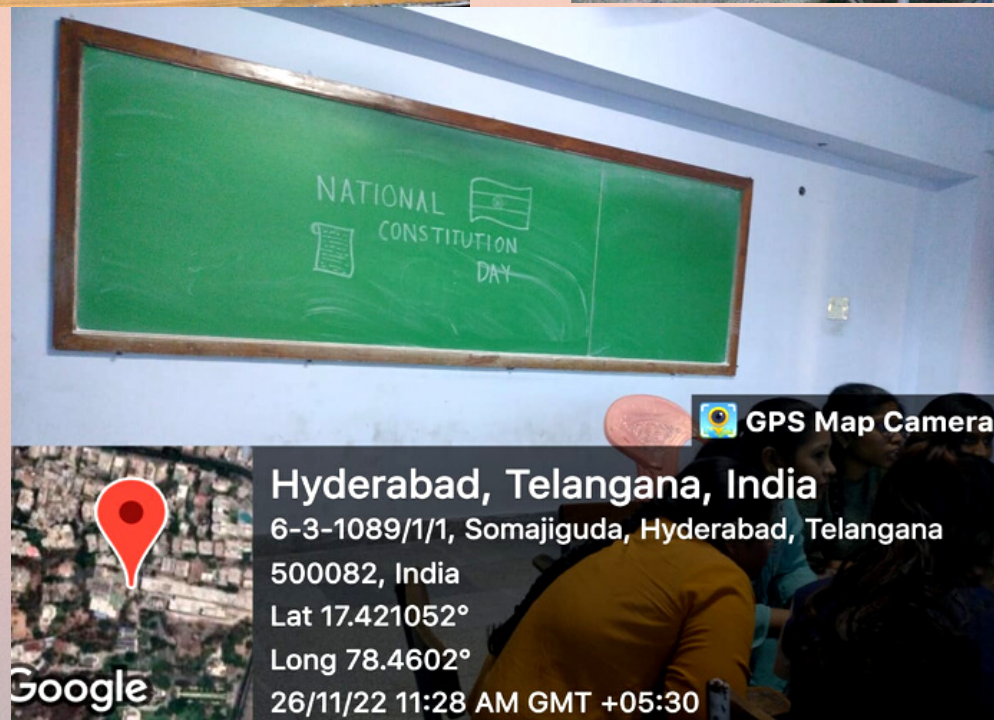 NATIONAL
CONSTITUTION
DAY
GPS Map Camera
Hyderabad, Telangana, India
6-3-1089/1/1, Somajiguda, Hyderabad, Telangana
500082, India
Lat 17.421052°
Long 78.4602°
26/11/22 11:28 AM GMT +05:30
Google